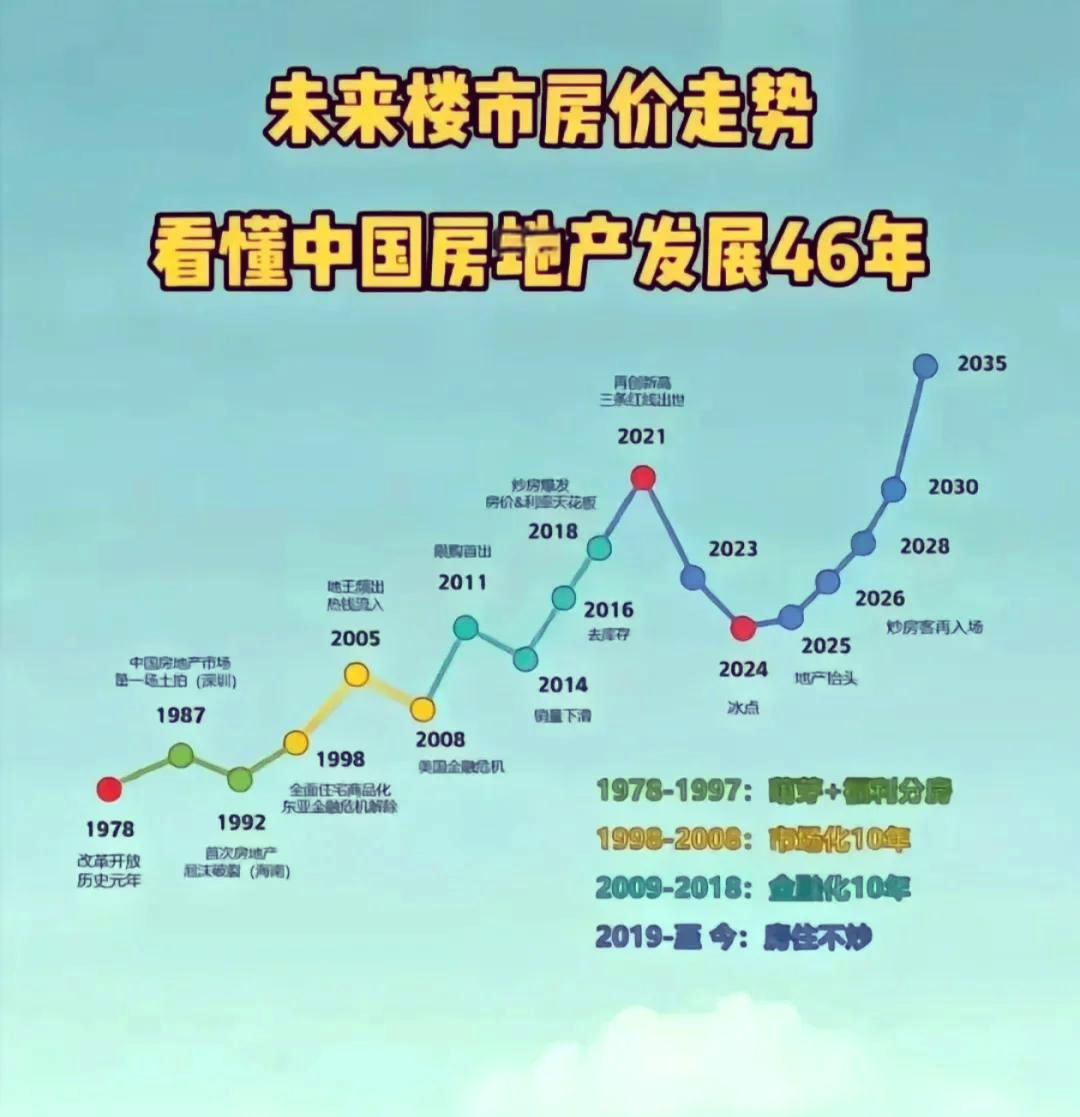 未来楼市房价走势
看懂中国房地产发展46年
2035
再创新高
三条红线出世
2021
2030
炒房爆发
房价&利率天花板
2018
2023
2028
限购首出
2011
地王频出
热钱流入
2005
2016
去库存
2026
炒房客再入场
2024
冰点
2025
地产抬头
中国房地产市场
第一场土拍（深圳）
1987
2014
销量下滑
2008
美国金融危机
1998
全面住宅商品化
东亚金融危机解除
1978
改革开放
历史元年
1992
首次房地产
泡沫破裂（海南）
1978-1997：萌芽+福利分房
1998-2008：市场化10年
2009-2018：金融化10年
2019-至 今：房住不炒